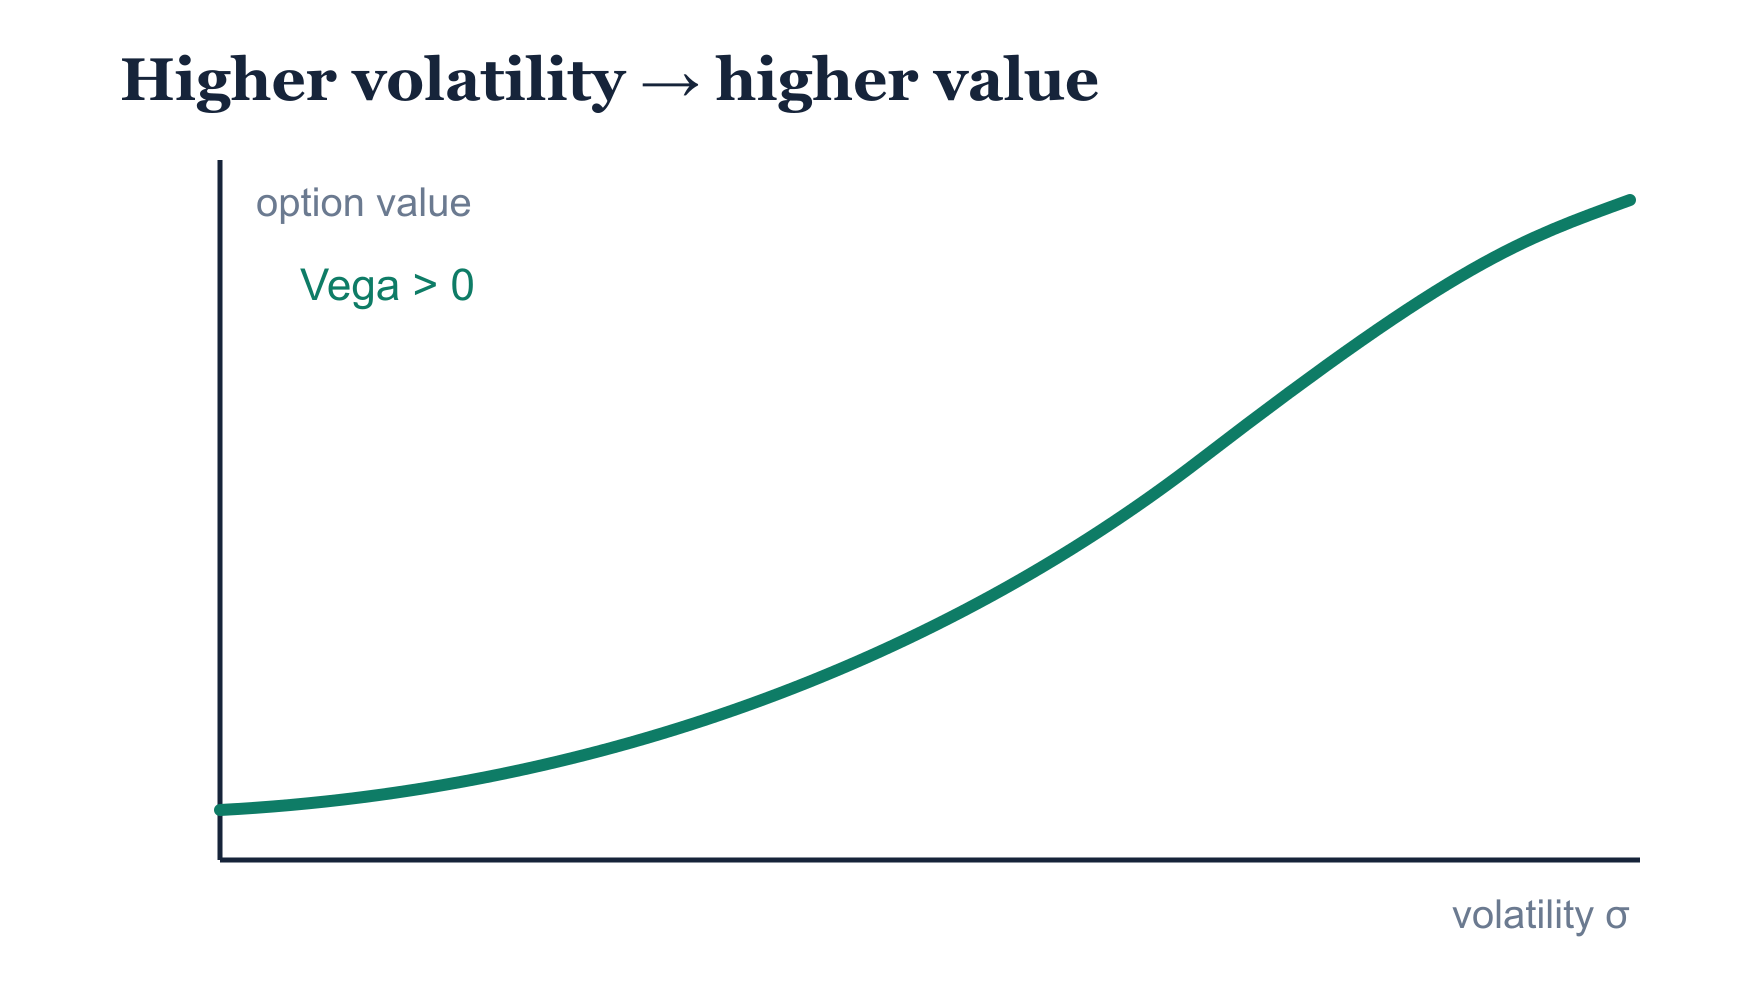 Higher volatility → higher value
option value
Vega > 0
volatility σ